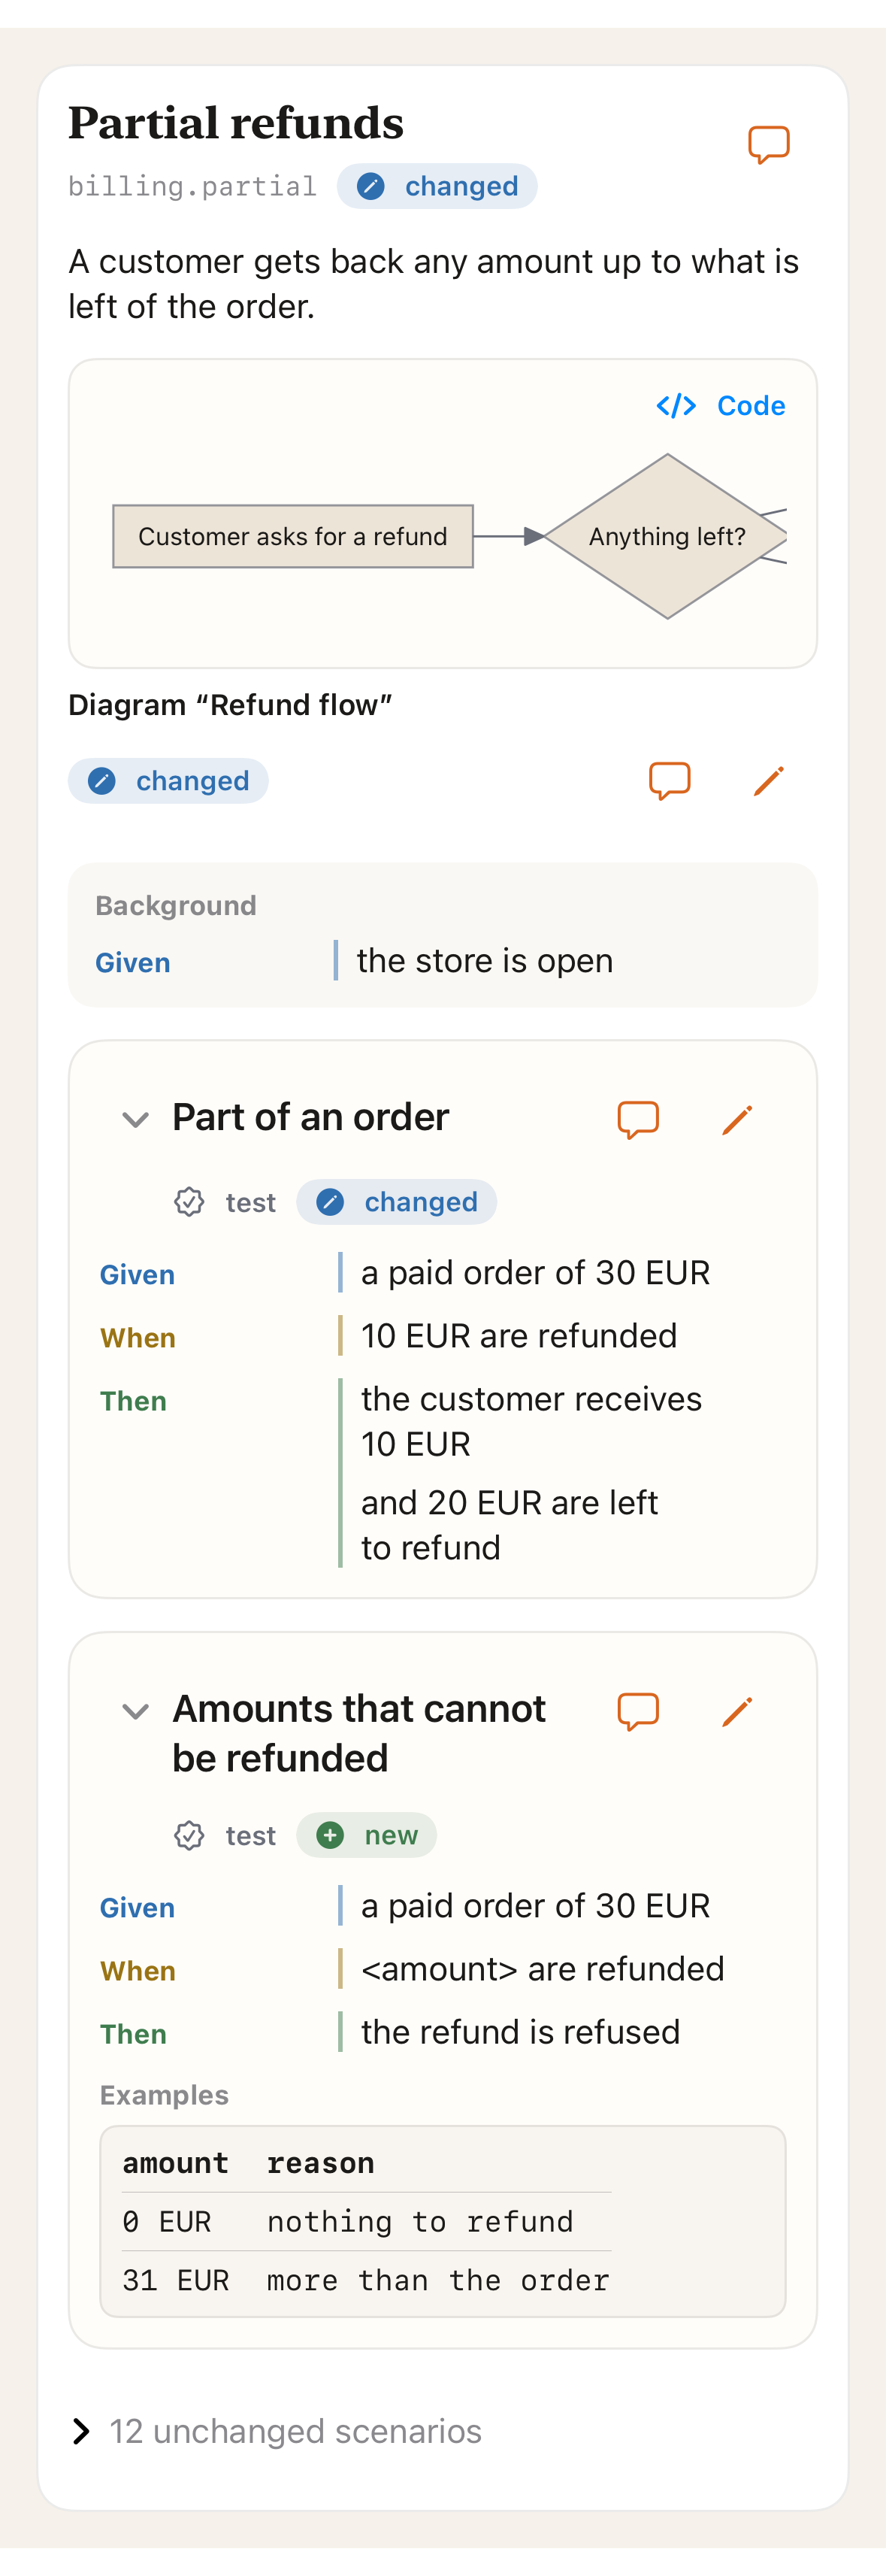 Partial refunds
billing.partial changed
A customer gets back any amount up to what is
left of the order.
</> Code
Customer asks for a refund
Anything left?
Diagram “Refund flow”
changed
Background
Given the store is open
Part of an order
test changed
Given a paid order of 30 EUR
When 10 EUR are refunded
Then the customer receives
10 EUR
and 20 EUR are left
to refund
Amounts that cannot
be refunded
test new
Given a paid order of 30 EUR
When <amount> are refunded
Then the refund is refused
Examples
amount reason
0 EUR nothing to refund
31 EUR more than the order
12 unchanged scenarios